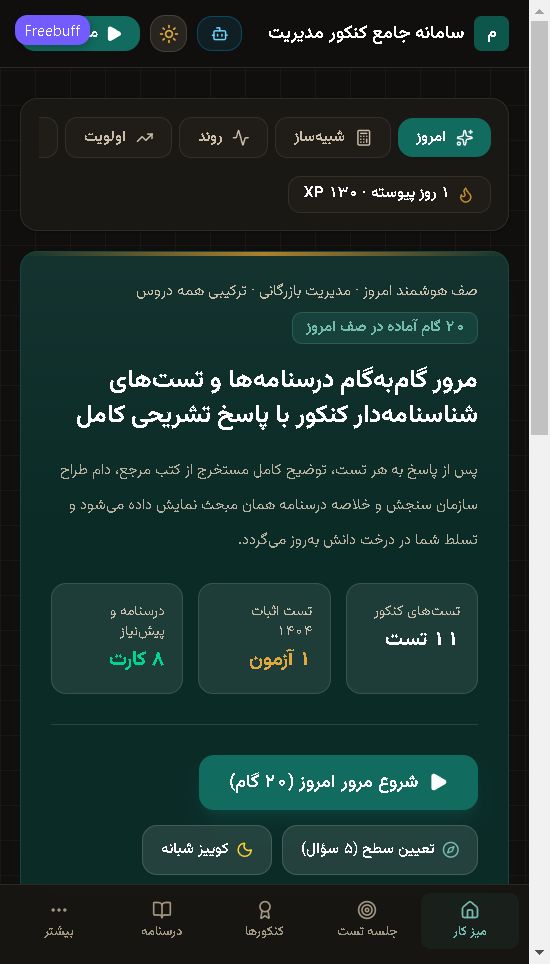 م
سامانه جامع کنکور مدیریت
Freebuff
امروز
شبیه‌ساز
روند
اولویت
۱ روز پیوسته · ۱۳۰ XP
صف هوشمند امروز · مدیریت بازرگانی · ترکیبی همه دروس
۲۰ گام آماده در صف امروز
مرور گام‌به‌گام درسنامه‌ها و تست‌های
شناسنامه‌دار کنکور با پاسخ تشریحی کامل
پس از پاسخ به هر تست، توضیح کامل مستخرج از کتب مرجع، دام طراح
سازمان سنجش و خلاصه درسنامه همان مبحث نمایش داده می‌شود و
تسلط شما در درخت دانش به‌روز می‌گردد.
تست‌های کنکور
۱۱ تست
تست اثبات
۱۴۰۴
۱ آزمون
درسنامه و
پیش‌نیاز
۸ کارت
شروع مرور امروز (۲۰ گام)
تعیین سطح (۵ سؤال)
کوییز شبانه
میز کار
جلسه تست
کنکورها
درسنامه
بیشتر